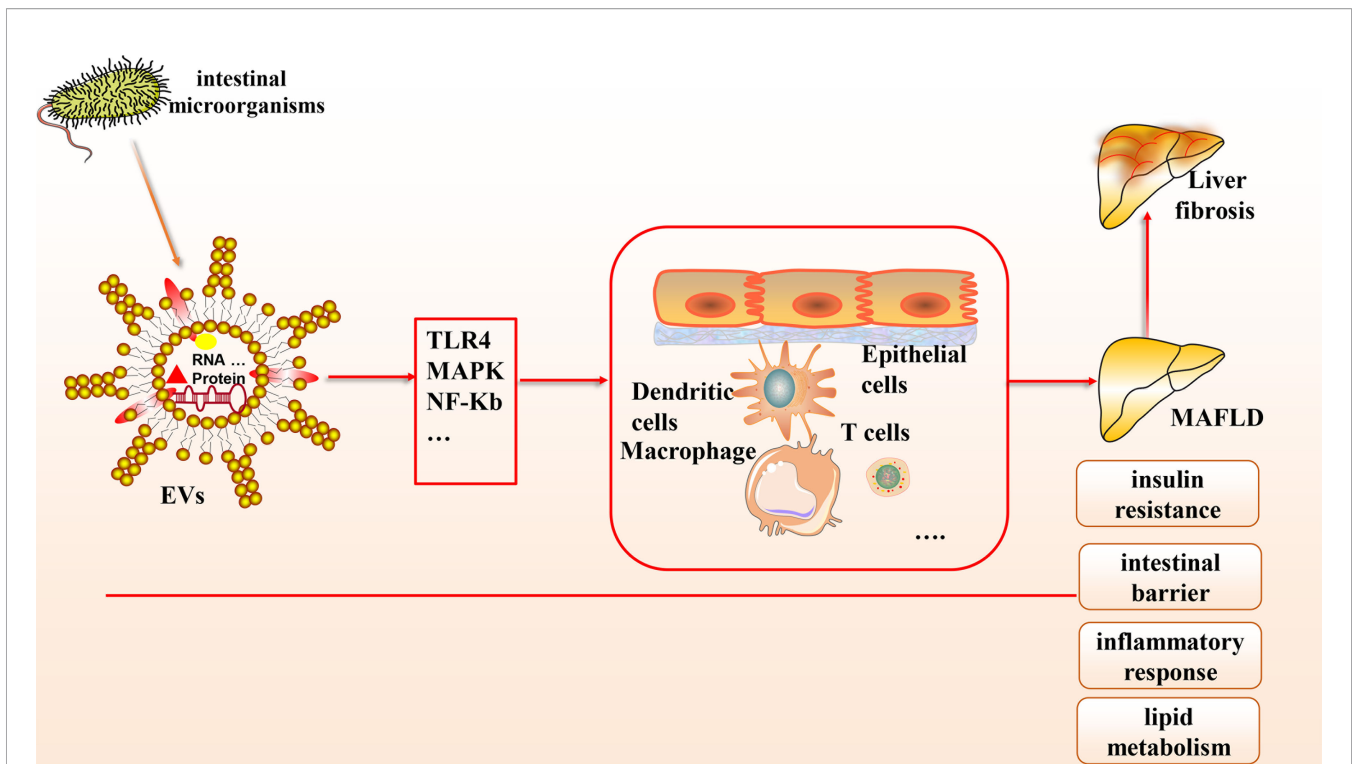 intestinal
microorganisms
RNA ...
Protein
EVs
TLR4
MAPK
NF-Kb
...
Epithelial
cells
Dendritic
cells
Macrophage
T cells
....
Liver
fibrosis
MAFLD
insulin
resistance
intestinal
barrier
inflammatory
response
lipid
metabolism